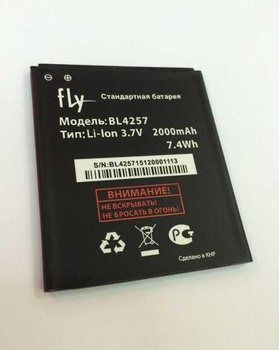 fly Стандартная батарея
Модель:BL4257
Тип:Li-Ion 3.7V 2000mAh
7.4Wh
S/N:BL425715120001113
ВНИМАНИЕ!
НЕ ВСКРЫВАТЬ!
НЕ БРОСАТЬ В ОГОНЬ!
Сделано в КНР